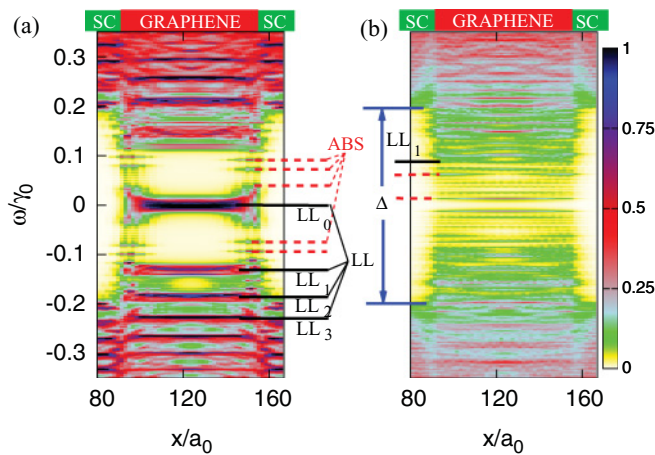 SC GRAPHENE SC SC GRAPHENE SC
(a) (b)
0.3
0.2
0.1
0
-0.1
-0.2
-0.3
ω/γ₀
80 120 160
x/a₀
ABS
LL₀
LL
LL₁
LL₂
LL₃
LL₁
Δ
80 120 160
x/a₀
1
0.75
0.5
0.25
0